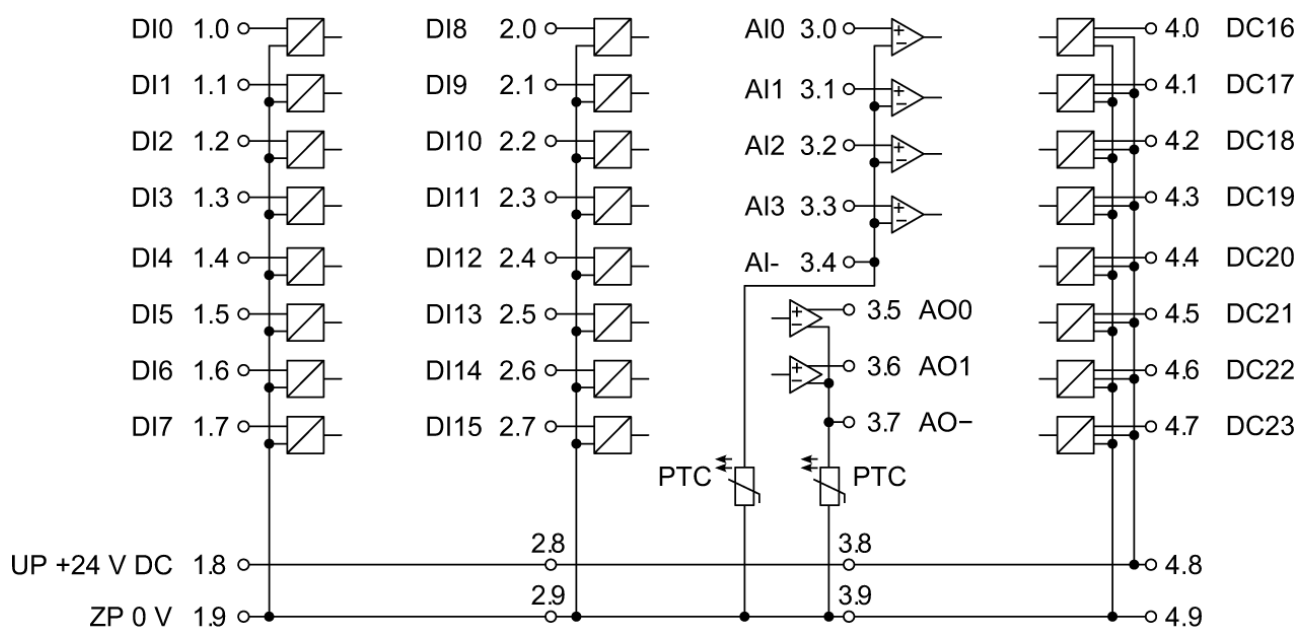 DI0 1.0 DI8 2.0 AI0 3.0 4.0 DC16
DI1 1.1 DI9 2.1 AI1 3.1 4.1 DC17
DI2 1.2 DI10 2.2 AI2 3.2 4.2 DC18
DI3 1.3 DI11 2.3 AI3 3.3 4.3 DC19
DI4 1.4 DI12 2.4 AI- 3.4 4.4 DC20
DI5 1.5 DI13 2.5 3.5 AO0 4.5 DC21
DI6 1.6 DI14 2.6 3.6 AO1 4.6 DC22
DI7 1.7 DI15 2.7 3.7 AO− 4.7 DC23
PTC PTC
UP +24 V DC 1.8 2.8 3.8 4.8
ZP 0 V 1.9 2.9 3.9 4.9